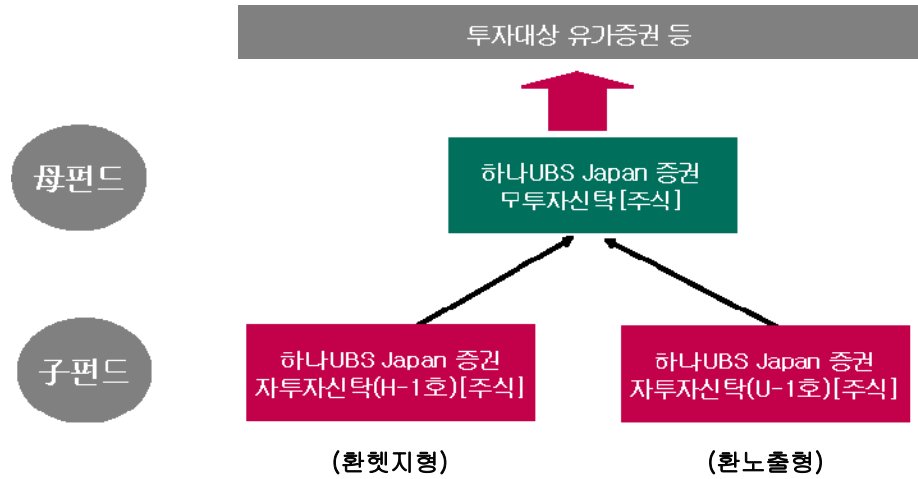 투자대상 유가증권 등
母펀드
하나UBS Japan 증권
모투자신탁[주식]
子펀드
하나UBS Japan 증권
자투자신탁(H-1호)[주식]
하나UBS Japan 증권
자투자신탁(U-1호)[주식]
(환헷지형)
(환노출형)